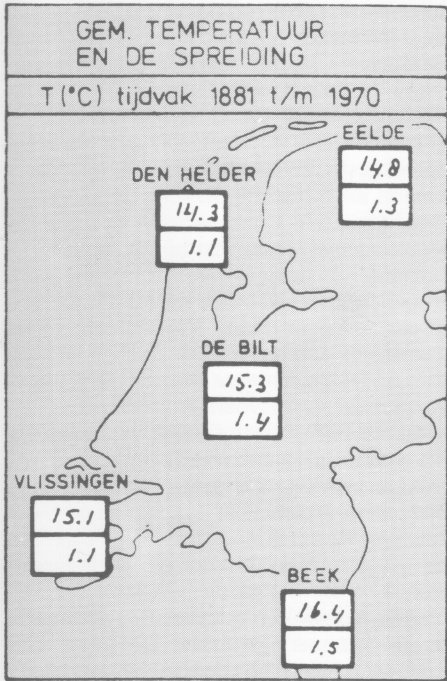 GEM. TEMPERATUUR
EN DE SPREIDING
T (°C) tijdvak 1881 t/m 1970
EELDE
14.8
1.3
DEN HELDER
14.3
1.1
DE BILT
15.3
1.4
VLISSINGEN
15.1
1.1
BEEK
16.4
1.5